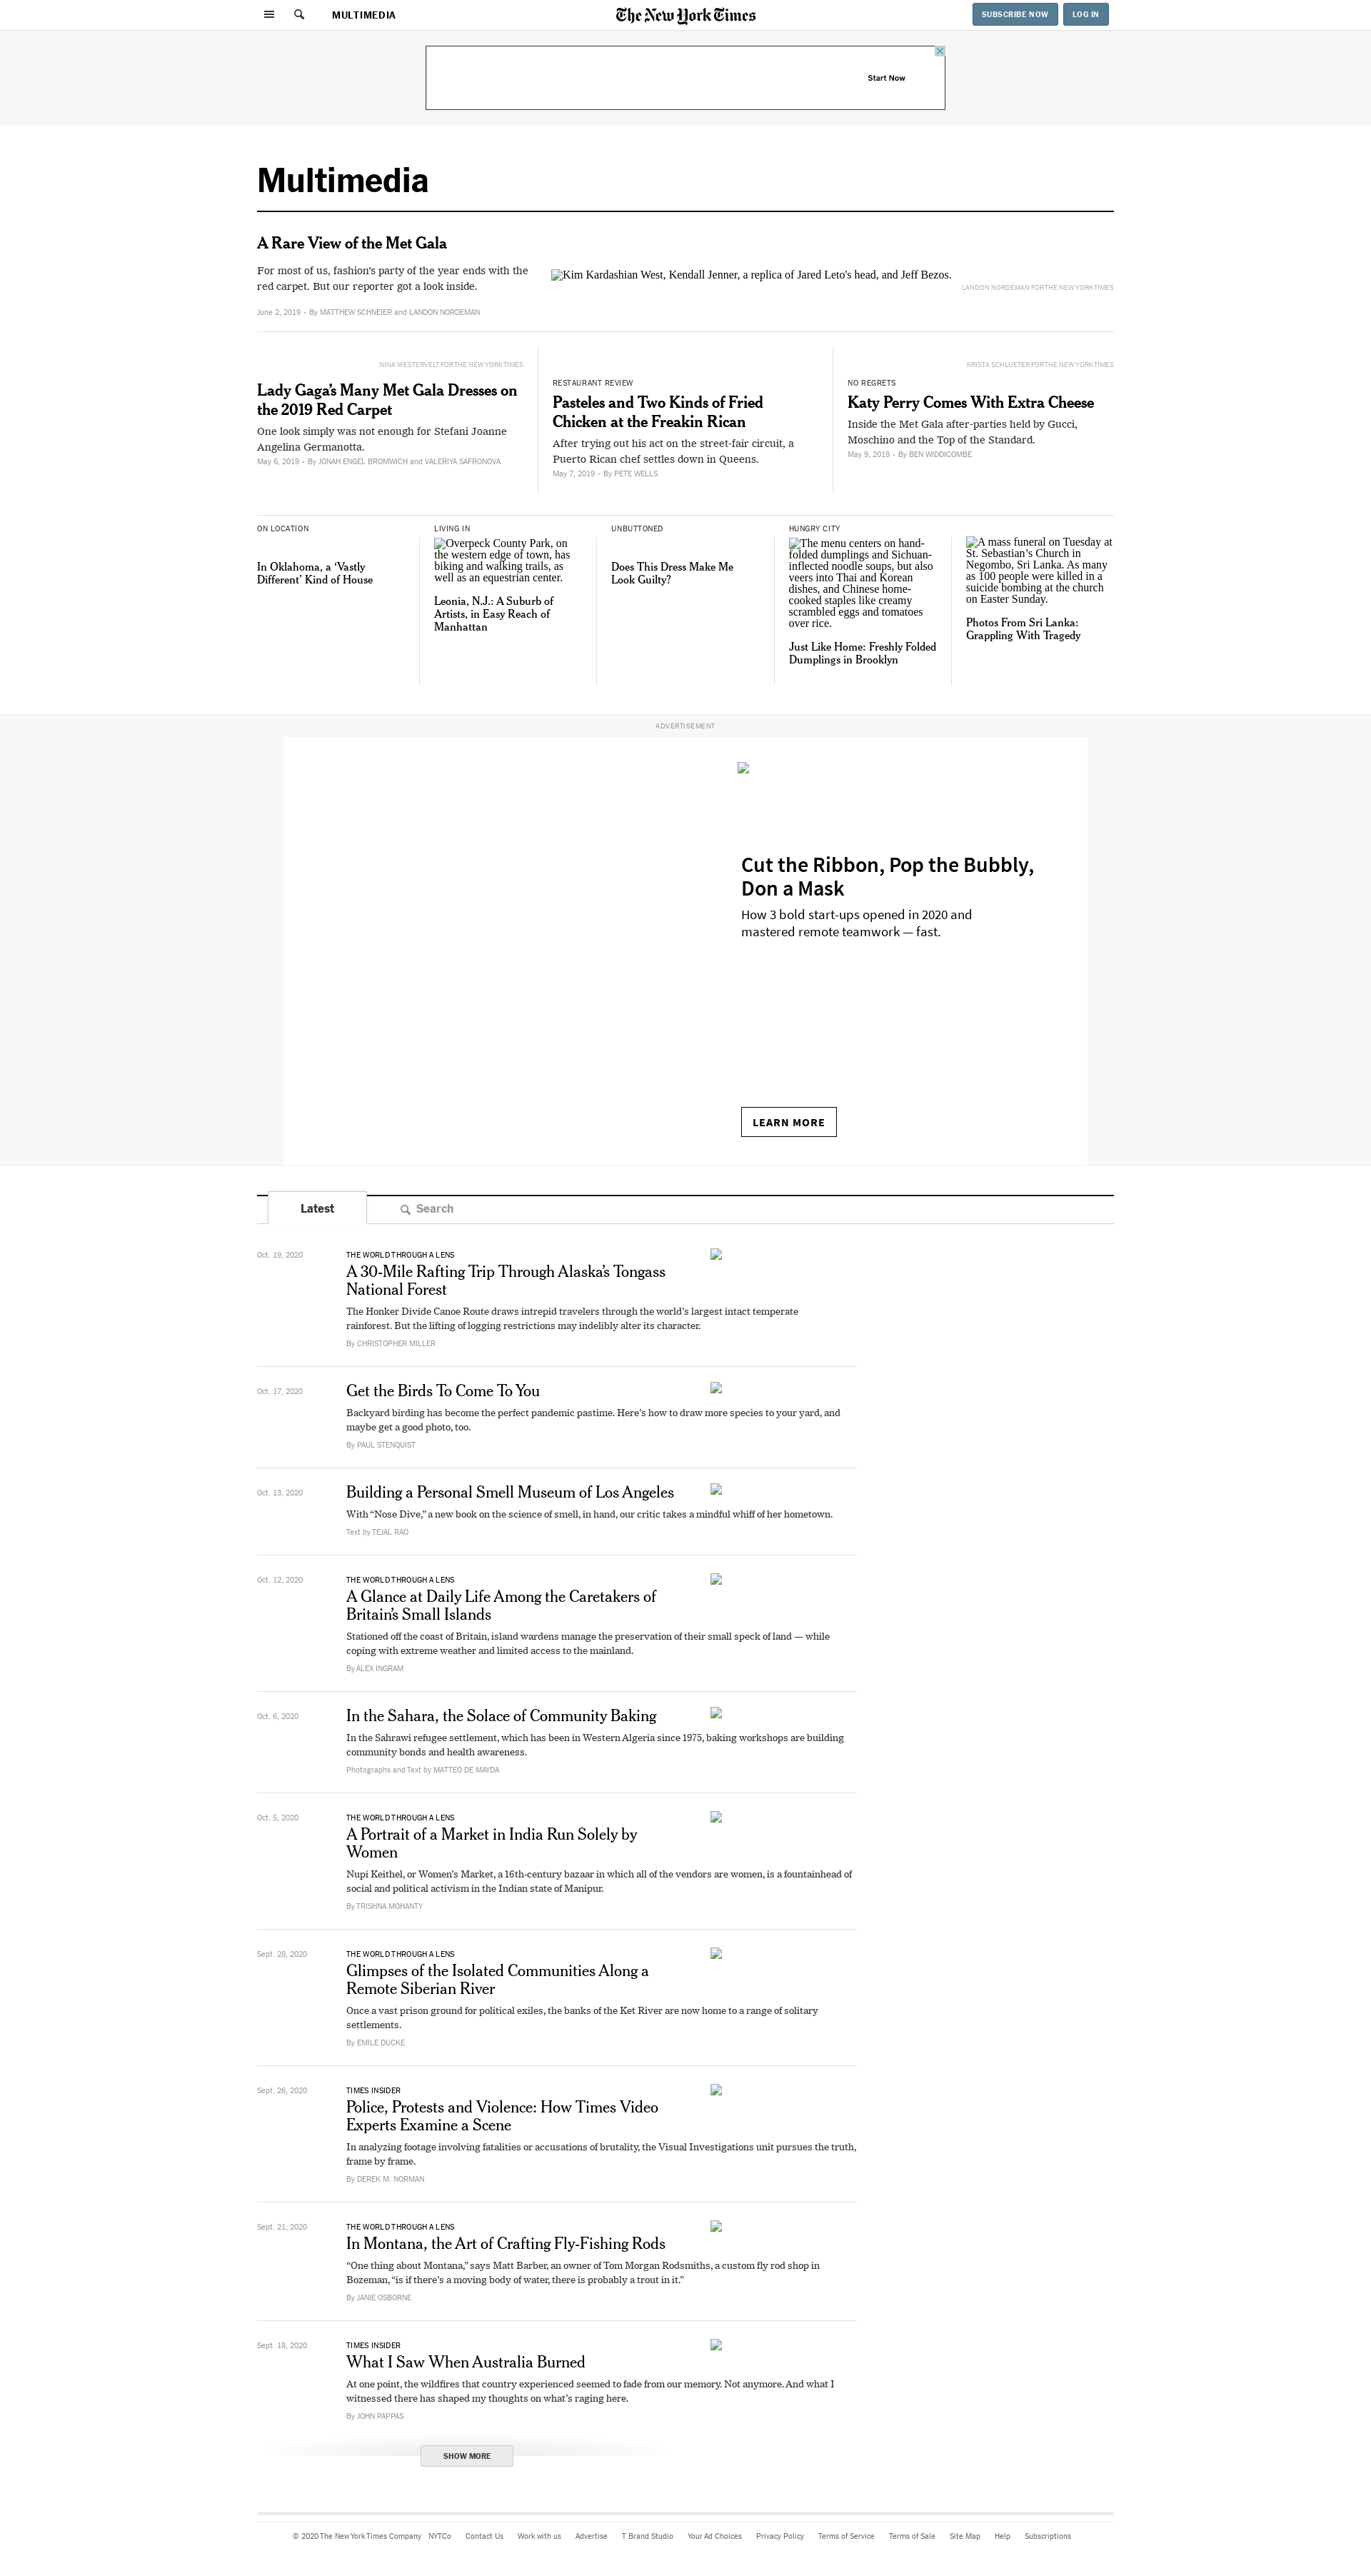 MULTIMEDIA
The New York Times
SUBSCRIBE NOW
LOG IN
Start Now
Multimedia
A Rare View of the Met Gala
For most of us, fashion's party of the year ends with the
red carpet. But our reporter got a look inside.
June 2, 2019 • By MATTHEW SCHNEIER and LANDON NORDEMAN
Kim Kardashian West, Kendall Jenner, a replica of Jared Leto's head, and Jeff Bezos.
LANDON NORDEMAN FOR THE NEW YORK TIMES
NINA WESTERVELT FOR THE NEW YORK TIMES
Lady Gaga's Many Met Gala Dresses on
the 2019 Red Carpet
One look simply was not enough for Stefani Joanne
Angelina Germanotta.
May 6, 2019 • By JONAH ENGEL BROMWICH and VALERIYA SAFRONOVA
RESTAURANT REVIEW
Pasteles and Two Kinds of Fried
Chicken at the Freakin Rican
After trying out his act on the street-fair circuit, a
Puerto Rican chef settles down in Queens.
May 7, 2019 • By PETE WELLS
KRISTA SCHLUETER FOR THE NEW YORK TIMES
NO REGRETS
Katy Perry Comes With Extra Cheese
Inside the Met Gala after-parties held by Gucci,
Moschino and the Top of the Standard.
May 9, 2019 • By BEN WIDDICOMBE
ON LOCATION
In Oklahoma, a ‘Vastly
Different’ Kind of House
LIVING IN
Overpeck County Park, on
the western edge of town, has
biking and walking trails, as
well as an equestrian center.
Leonia, N.J.: A Suburb of
Artists, in Easy Reach of
Manhattan
UNBUTTONED
Does This Dress Make Me
Look Guilty?
HUNGRY CITY
The menu centers on hand-
folded dumplings and Sichuan-
inflected noodle soups, but also
veers into Thai and Korean
dishes, and Chinese home-
cooked staples like creamy
scrambled eggs and tomatoes
over rice.
Just Like Home: Freshly Folded
Dumplings in Brooklyn
A mass funeral on Tuesday at
St. Sebastian’s Church in
Negombo, Sri Lanka. As many
as 100 people were killed in a
suicide bombing at the church
on Easter Sunday.
Photos From Sri Lanka:
Grappling With Tragedy
ADVERTISEMENT
Cut the Ribbon, Pop the Bubbly,
Don a Mask
How 3 bold start-ups opened in 2020 and
mastered remote teamwork — fast.
LEARN MORE
Latest
Search
Oct. 19, 2020
THE WORLD THROUGH A LENS
A 30-Mile Rafting Trip Through Alaska’s Tongass
National Forest
The Honker Divide Canoe Route draws intrepid travelers through the world’s largest intact temperate
rainforest. But the lifting of logging restrictions may indelibly alter its character.
By CHRISTOPHER MILLER
Oct. 17, 2020
Get the Birds To Come To You
Backyard birding has become the perfect pandemic pastime. Here’s how to draw more species to your yard, and
maybe get a good photo, too.
By PAUL STENQUIST
Oct. 13, 2020
Building a Personal Smell Museum of Los Angeles
With “Nose Dive,” a new book on the science of smell, in hand, our critic takes a mindful whiff of her hometown.
Text by TEJAL RAO
Oct. 12, 2020
THE WORLD THROUGH A LENS
A Glance at Daily Life Among the Caretakers of
Britain’s Small Islands
Stationed off the coast of Britain, island wardens manage the preservation of their small speck of land — while
coping with extreme weather and limited access to the mainland.
By ALEX INGRAM
Oct. 6, 2020
In the Sahara, the Solace of Community Baking
In the Sahrawi refugee settlement, which has been in Western Algeria since 1975, baking workshops are building
community bonds and health awareness.
Photographs and Text by MATTEO DE MAYDA
Oct. 5, 2020
THE WORLD THROUGH A LENS
A Portrait of a Market in India Run Solely by
Women
Nupi Keithel, or Women’s Market, a 16th-century bazaar in which all of the vendors are women, is a fountainhead of
social and political activism in the Indian state of Manipur.
By TRISHNA MOHANTY
Sept. 28, 2020
THE WORLD THROUGH A LENS
Glimpses of the Isolated Communities Along a
Remote Siberian River
Once a vast prison ground for political exiles, the banks of the Ket River are now home to a range of solitary
settlements.
By EMILE DUCKE
Sept. 26, 2020
TIMES INSIDER
Police, Protests and Violence: How Times Video
Experts Examine a Scene
In analyzing footage involving fatalities or accusations of brutality, the Visual Investigations unit pursues the truth,
frame by frame.
By DEREK M. NORMAN
Sept. 21, 2020
THE WORLD THROUGH A LENS
In Montana, the Art of Crafting Fly-Fishing Rods
“One thing about Montana,” says Matt Barber, an owner of Tom Morgan Rodsmiths, a custom fly rod shop in
Bozeman, “is if there’s a moving body of water, there is probably a trout in it.”
By JANIE OSBORNE
Sept. 18, 2020
TIMES INSIDER
What I Saw When Australia Burned
At one point, the wildfires that country experienced seemed to fade from our memory. Not anymore. And what I
witnessed there has shaped my thoughts on what’s raging here.
By JOHN PAPPAS
SHOW MORE
© 2020 The New York Times Company NYTCo Contact Us Work with us Advertise T Brand Studio Your Ad Choices Privacy Policy Terms of Service Terms of Sale Site Map Help Subscriptions